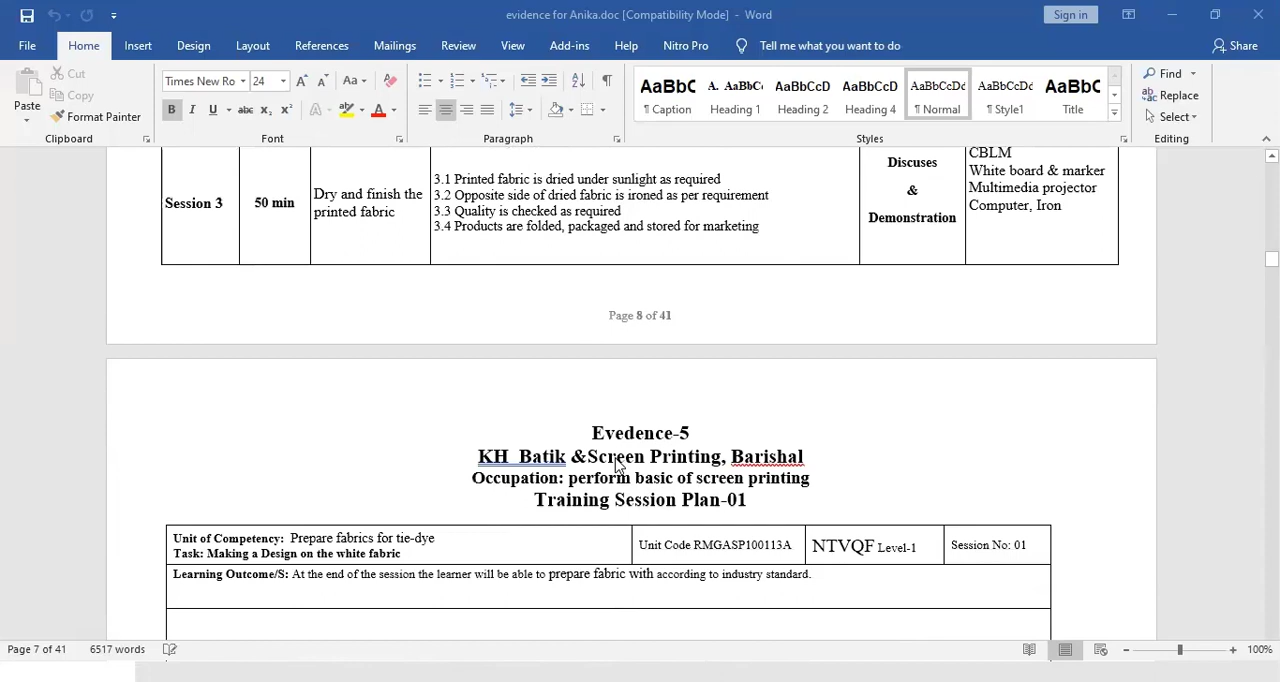 evidence for Anika.doc [Compatibility Mode] - Word
Sign in
File Home Insert Design Layout References Mailings Review View Add-ins Help Nitro Pro Tell me what you want to do Share
Paste
Cut
Copy
Format Painter
Clipboard
Times New Ro 24
Aa
B I U abc x₂ x²
A
ab
A
Font
Paragraph
AaBbC AaBbC AaBbCcD AaBbCcD AaBbCcDd AaBbCcDd AaBbC
¶ Caption Heading 1 Heading 2 Heading 4 ¶ Normal ¶ Style1 Title
Styles
Find
Replace
Select
Editing
Session 3
50 min
Dry and finish the
printed fabric
3.1 Printed fabric is dried under sunlight as required
3.2 Opposite side of dried fabric is ironed as per requirement
3.3 Quality is checked as required
3.4 Products are folded, packaged and stored for marketing
Discuses
&
Demonstration
CBLM
White board & marker
Multimedia projector
Computer, Iron
Page 8 of 41
Evedence-5
KH Batik &Screen Printing, Barishal
Occupation: perform basic of screen printing
Training Session Plan-01
Unit of Competency: Prepare fabrics for tie-dye
Task: Making a Design on the white fabric
Unit Code RMGASP100113A
NTVQF Level-1
Session No: 01
Learning Outcome/S: At the end of the session the learner will be able to prepare fabric with according to industry standard.
Page 7 of 41 6517 words
100%